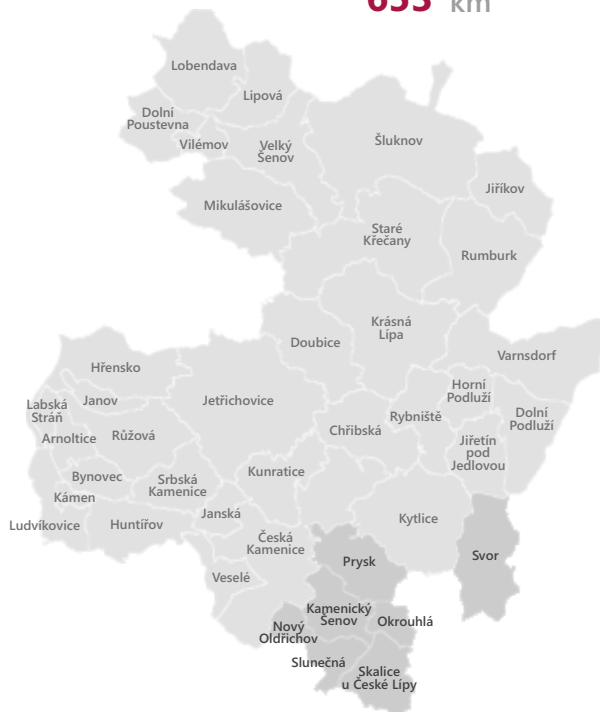 653 km
Lobendava
Lipová
Dolní
Poustevna
Vilémov
Velký
Šenov
Šluknov
Jiříkov
Mikulášovice
Staré
Křečany
Rumburk
Krásná
Lípa
Doubice
Varnsdorf
Hřensko
Horní
Podluží
Labská
Stráň
Janov
Jetřichovice
Rybniště
Dolní
Podluží
Chřibská
Arnoltice
Růžová
Jiřetín
pod
Jedlovou
Kunratice
Bynovec
Srbská
Kamenice
Kámen
Janská
Kytlice
Ludvíkovice
Huntířov
Česká
Kamenice
Svor
Prysk
Veselé
Kamenický
Šenov
Okrouhlá
Nový
Oldřichov
Slunečná
Skalice
u České Lípy